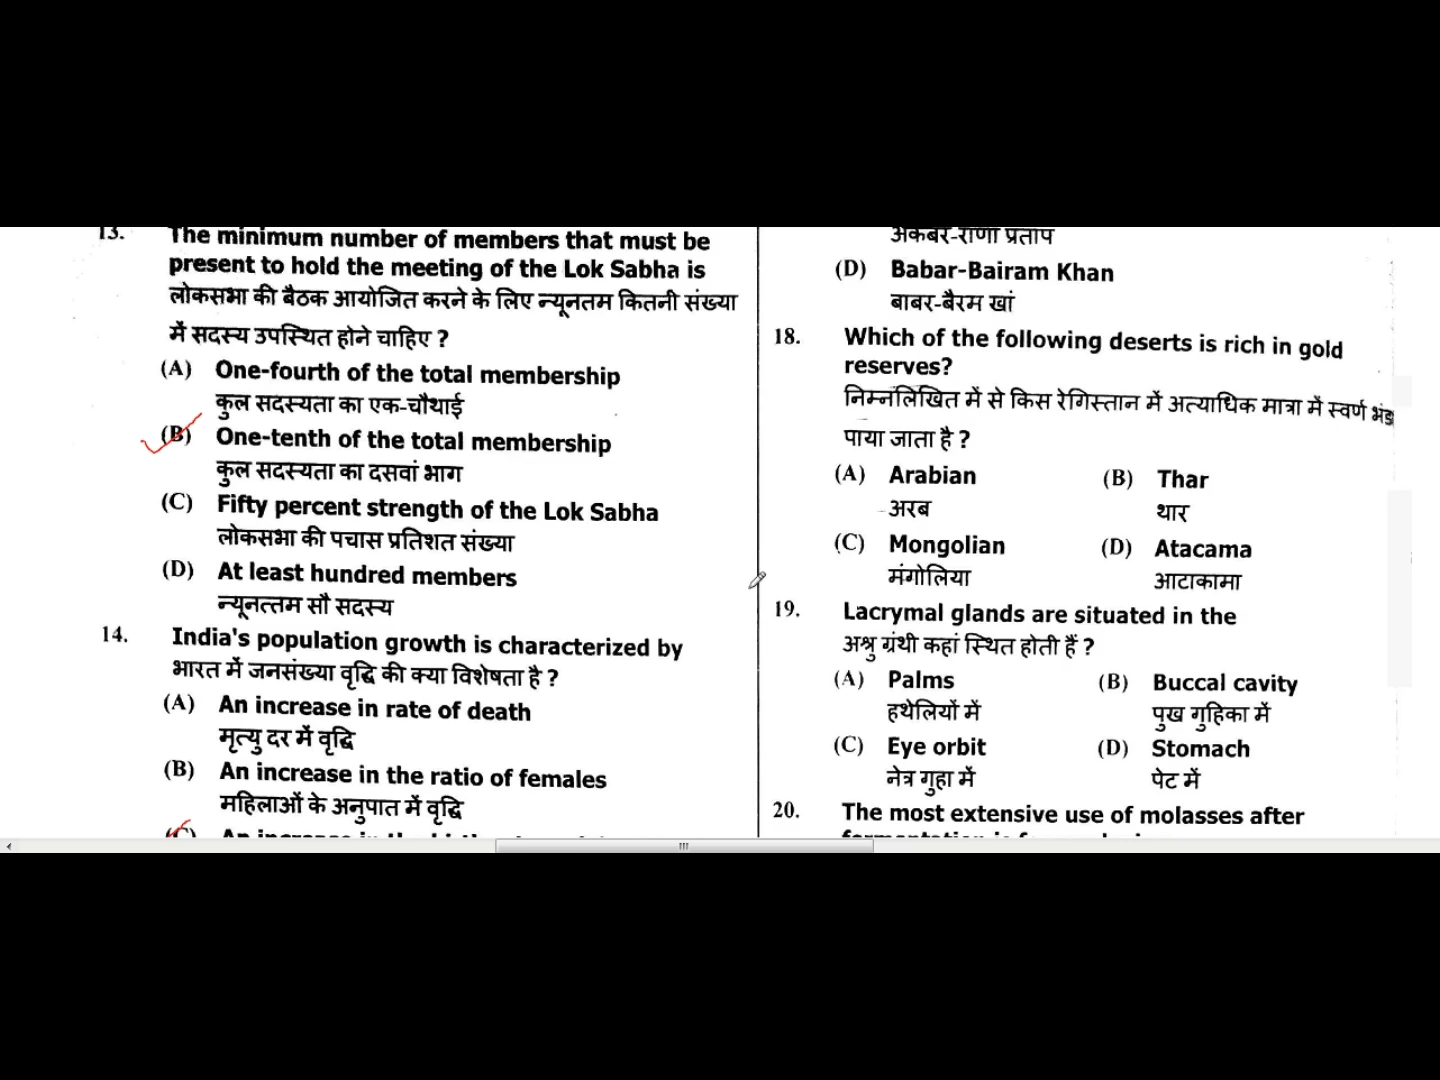 13. The minimum number of members that must be
present to hold the meeting of the Lok Sabha is
लोकसभा की बैठक आयोजित करने के लिए न्यूनतम कितनी संख्या
में सदस्य उपस्थित होने चाहिए ?
(A) One-fourth of the total membership
कुल सदस्यता का एक-चौथाई
(B) One-tenth of the total membership
कुल सदस्यता का दसवां भाग
(C) Fifty percent strength of the Lok Sabha
लोकसभा की पचास प्रतिशत संख्या
(D) At least hundred members
न्यूनत्तम सौ सदस्य
14. India's population growth is characterized by
भारत में जनसंख्या वृद्धि की क्या विशेषता है ?
(A) An increase in rate of death
मृत्यु दर में वृद्धि
(B) An increase in the ratio of females
महिलाओं के अनुपात में वृद्धि
(C) An increase in the
अकबर-राणा प्रताप
(D) Babar-Bairam Khan
बाबर-बैरम खां
18. Which of the following deserts is rich in gold
reserves?
निम्नलिखित में से किस रेगिस्तान में अत्याधिक मात्रा में स्वर्ण
पाया जाता है ?
(A) Arabian (B) Thar
अरब थार
(C) Mongolian (D) Atacama
मंगोलिया आटाकामा
19. Lacrymal glands are situated in the
अश्रु ग्रंथी कहां स्थित होती हैं ?
(A) Palms (B) Buccal cavity
हथेलियों में पुख गुहिका में
(C) Eye orbit (D) Stomach
नेत्र गुहा में पेट में
20. The most extensive use of molasses after